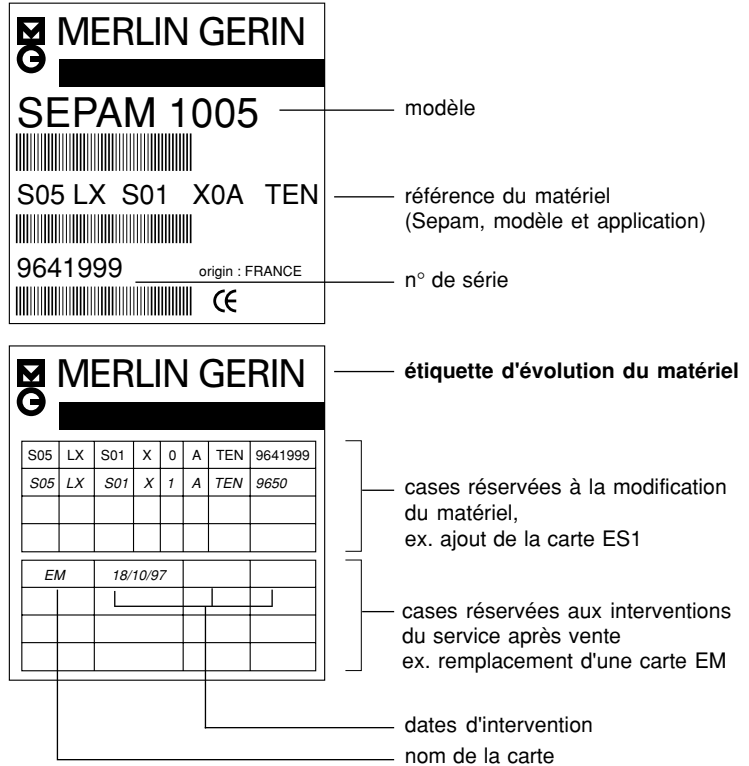 MERLIN GERIN
SEPAM 1005
modèle
S05 LX S01 X0A TEN
référence du matériel
(Sepam, modèle et application)
9641999
origin : FRANCE
n° de série
CE
MERLIN GERIN
étiquette d'évolution du matériel
S05 LX S01 X 0 A TEN 9641999
S05 LX S01 X 1 A TEN 9650
cases réservées à la modification
du matériel,
ex. ajout de la carte ES1
EM 18/10/97
cases réservées aux interventions
du service après vente
ex. remplacement d'une carte EM
dates d'intervention
nom de la carte